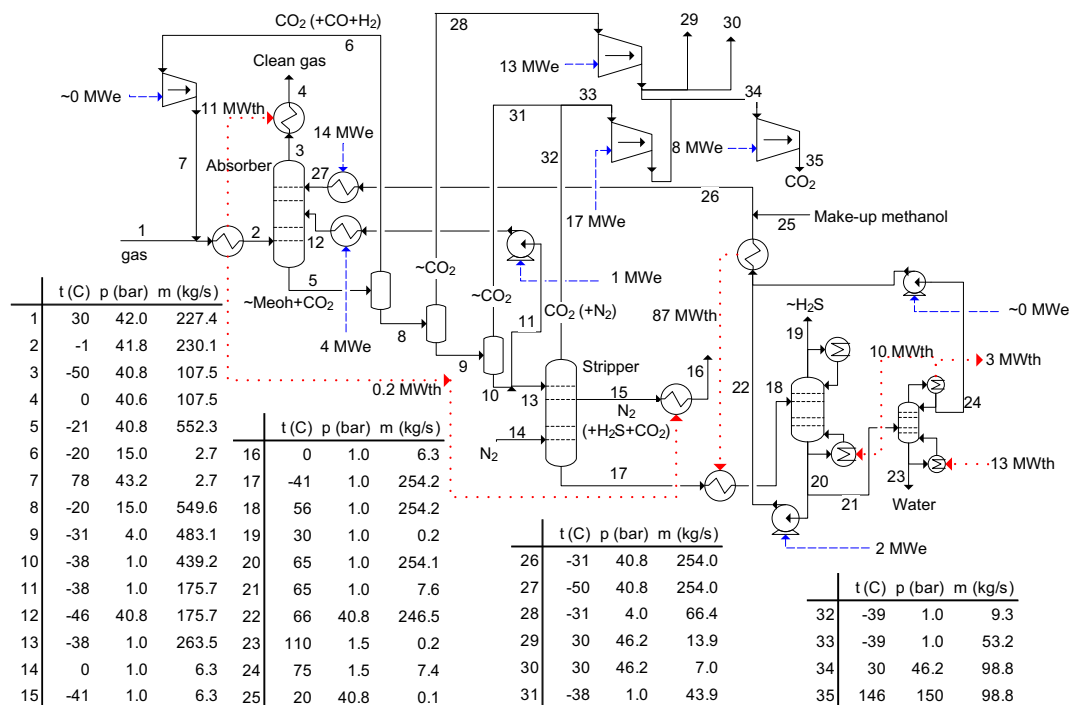 CO2 (+CO+H2)
6
28
29
30
Clean gas
13 MWe
~0 MWe
11 MWth
4
31
33
34
14 MWe
8 MWe
35
CO2
7
3
32
Absorber
27
26
17 MWe
25
Make-up methanol
1
gas
2
12
~CO2
1 MWe
5
~Meoh+CO2
~CO2
CO2 (+N2)
87 MWth
~H2S
~0 MWe
4 MWe
8
11
19
10 MWth
3 MWth
9
Stripper
16
22
18
24
0.2 MWth
10
13
15
N2
(+H2S+CO2)
14
N2
17
20
21
23
13 MWth
Water
2 MWe
t (C) p (bar) m (kg/s)
1 30 42.0 227.4
2 -1 41.8 230.1
3 -50 40.8 107.5
4 0 40.6 107.5
5 -21 40.8 552.3
6 -20 15.0 2.7
7 78 43.2 2.7
8 -20 15.0 549.6
9 -31 4.0 483.1
10 -38 1.0 439.2
11 -38 1.0 175.7
12 -46 40.8 175.7
13 -38 1.0 263.5
14 0 1.0 6.3
15 -41 1.0 6.3
t (C) p (bar) m (kg/s)
16 0 1.0 6.3
17 -41 1.0 254.2
18 56 1.0 254.2
19 30 1.0 0.2
20 65 1.0 254.1
21 65 1.0 7.6
22 66 40.8 246.5
23 110 1.5 0.2
24 75 1.5 7.4
25 20 40.8 0.1
t (C) p (bar) m (kg/s)
26 -31 40.8 254.0
27 -50 40.8 254.0
28 -31 4.0 66.4
29 30 46.2 13.9
30 30 46.2 7.0
31 -38 1.0 43.9
t (C) p (bar) m (kg/s)
32 -39 1.0 9.3
33 -39 1.0 53.2
34 30 46.2 98.8
35 146 150 98.8